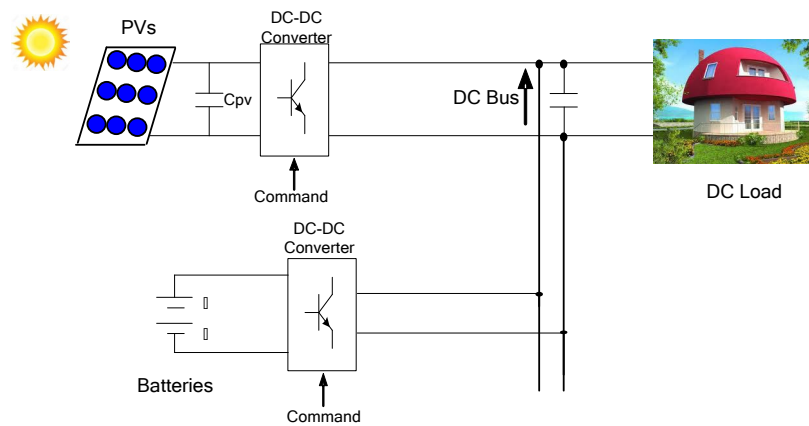 PVs
DC-DC
Converter
Cpv
DC Bus
Command
DC Load
DC-DC
Converter
Batteries
Command